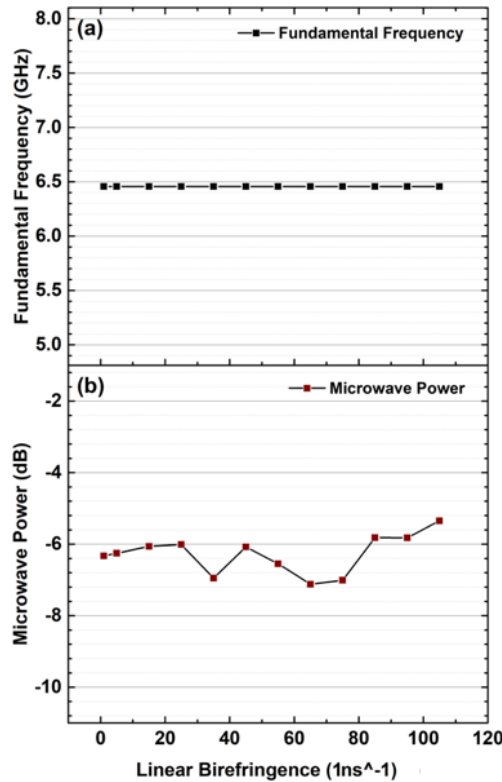 (a)
Fundamental Frequency
8.0
7.5
7.0
6.5
6.0
5.5
5.0
Fundamental Frequency (GHz)
(b)
Microwave Power
-2
-4
-6
-8
-10
Microwave Power (dB)
0 20 40 60 80 100 120
Linear Birefringence (1ns^-1)